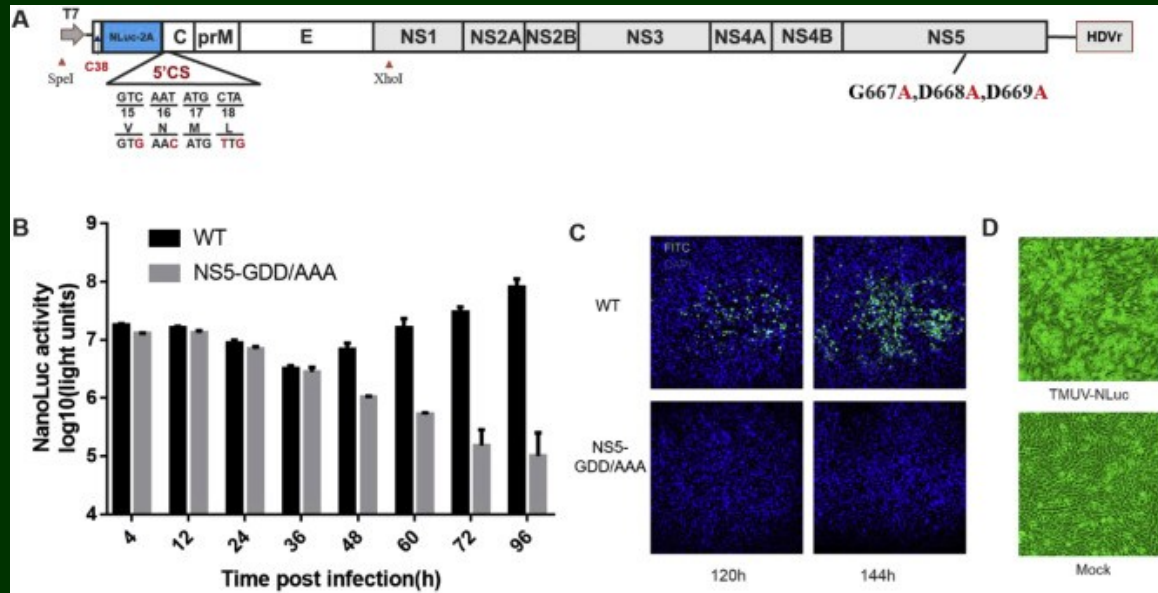 A
T7
NLuc-2A C prM E NS1 NS2A NS2B NS3 NS4A NS4B NS5 HDVr
SpeI C38 5'CS XhoI
G667A,D668A,D669A
GTC AAT ATG CTA
15 16 17 18
V N M L
GTG AAC ATG TTG
B
WT
NS5-GDD/AAA
NanoLuc activity
log10(light units)
9
8
7
6
5
4
4 12 24 36 48 60 72 96
Time post infection(h)
C
FITC
WT
NS5-
GDD/AAA
120h 144h
D
TMUV-NLuc
Mock